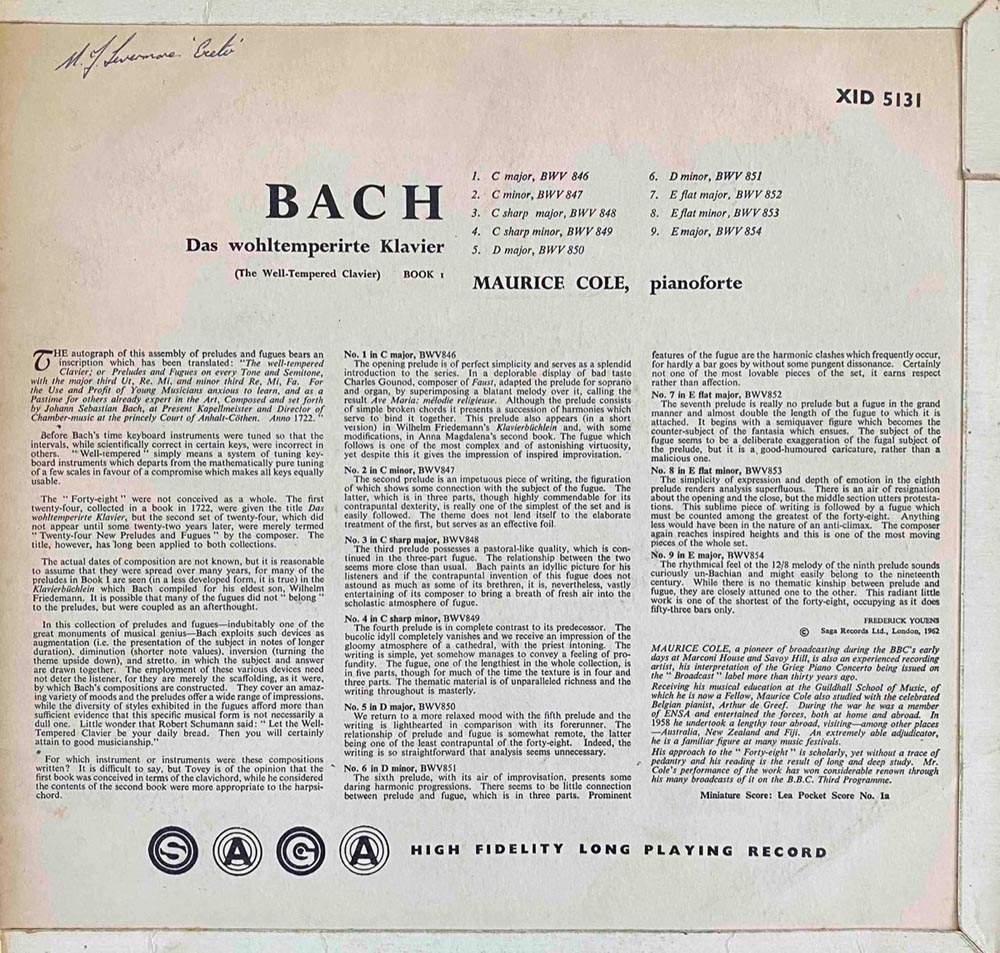 XID 5131
BACH
Das wohltemperirte Klavier
(The Well-Tempered Clavier) BOOK 1
1. C major, BWV 846
2. C minor, BWV 847
3. C sharp major, BWV 848
4. C sharp minor, BWV 849
5. D major, BWV 850
6. D minor, BWV 851
7. E flat major, BWV 852
8. E flat minor, BWV 853
9. E major, BWV 854
MAURICE COLE, pianoforte
THE autograph of this assembly of preludes and fugues bears an
inscription which has been translated: "The well-tempered
Clavier; or Preludes and Fugues on every Tone and Semitone,
with the major third Ut, Re, Mi, and minor third Re, Mi, Fa. For
the Use and Profit of Young Musicians anxious to learn, and as a
Pastime for others already expert in the Art, Composed and set forth
by Johann Sebastian Bach, at Present Kapellmeister and Director of
Chamber-music at the princely Court of Anhalt-Cöthen. Anno 1722."
Before Bach's time keyboard instruments were tuned so that the
intervals, while scientifically correct in certain keys, were incorrect in
others. "Well-tempered" simply means a system of tuning key-
board instruments which departs from the mathematically pure tuning
of a few scales in favour of a compromise which makes all keys equally
usable.
The "Forty-eight" were not conceived as a whole. The first
twenty-four, collected in a book in 1722, were given the title Das
wohltemperirte Klavier, but the second set of twenty-four, which did
not appear until some twenty-two years later, were merely termed
"Twenty-four New Preludes and Fugues" by the composer. The
title, however, has long been applied to both collections.
The actual dates of composition are not known, but it is reasonable
to assume that they were spread over many years, for many of the
preludes in Book I are seen (in a less developed form, it is true) in the
Klavierbüchlein which Bach compiled for his eldest son, Wilhelm
Friedemann. It is possible that many of the fugues did not "belong"
to the preludes, but were coupled as an afterthought.
In this collection of preludes and fugues—indubitably one of the
great monuments of musical genius—Bach exploits such devices as
augmentation (i.e. the presentation of the subject in notes of longer
duration), diminution (shorter note values), inversion (turning the
theme upside down), and stretto, in which the subject and answer
are drawn together. The employment of these various devices need
not deter the listener, for they are merely the scaffolding, as it were,
by which Bach's compositions are constructed. They cover an amaz-
ing variety of moods and the preludes offer a wide range of impressions,
while the diversity of styles exhibited in the fugues afford more than
sufficient evidence that this specific musical form is not necessarily a
dull one. Little wonder that Robert Schumann said: "Let the Well-
Tempered Clavier be your daily bread. Then you will certainly
attain to good musicianship."
For which instrument or instruments were these compositions
written? It is difficult to say, but Tovey is of the opinion that the
first book was conceived in terms of the clavichord, while he considered
the contents of the second book were more appropriate to the harpsi-
chord.
No. 1 in C major, BWV846
The opening prelude is of perfect simplicity and serves as a splendid
introduction to the series. In a deplorable display of bad taste
Charles Gounod, composer of Faust, adapted the prelude for soprano
and organ, by superimposing a blatant melody over it, calling the
result Ave Maria: mélodie religieuse. Although the prelude consists
of simple broken chords it presents a succession of harmonies which
serve to bind it together. This prelude also appears (in a short
version) in Wilhelm Friedemann's Klavierbüchlein and, with some
modifications, in Anna Magdalena's second book. The fugue which
follows is one of the most complex and of astonishing virtuosity,
yet despite this it gives the impression of inspired improvisation.
No. 2 in C minor, BWV847
The second prelude is an impetuous piece of writing, the figuration
of which shows some connection with the subject of the fugue. The
latter, which is in three parts, though highly commendable for its
contrapuntal dexterity, is really one of the simplest of the set and is
easily followed. The theme does not lend itself to the elaborate
treatment of the first, but serves as an effective foil.
No. 3 in C sharp major, BWV848
The third prelude possesses a pastoral-like quality, which is con-
tinued in the three-part fugue. The relationship between the two
seems more close than usual. Bach paints an idyllic picture for his
listeners and if the contrapuntal invention of this fugue does not
astound as much as some of its brethren, it is, nevertheless, vastly
entertaining of its composer to bring a breath of fresh air into the
scholastic atmosphere of fugue.
No. 4 in C sharp minor, BWV849
The fourth prelude is in complete contrast to its predecessor. The
bucolic idyll completely vanishes and we receive an impression of the
gloomy atmosphere of a cathedral, with the priest intoning. The
writing is simple, yet somehow manages to convey a feeling of pro-
fundity. The fugue, one of the lengthiest in the whole collection, is
in five parts, though for much of the time the texture is in four and
three parts. The thematic material is of unparalleled richness and the
writing throughout is masterly.
No. 5 in D major, BWV850
We return to a more relaxed mood with the fifth prelude and the
writing is lighthearted in comparison with its forerunner. The
relationship of prelude and fugue is somewhat remote, the latter
being one of the least contrapuntal of the forty-eight. Indeed, the
writing is so straightforward that analysis seems unnecessary.
No. 6 in D minor, BWV851
The sixth prelude, with its air of improvisation, presents some
daring harmonic progressions. There seems to be little connection
between prelude and fugue, which is in three parts. Prominent
features of the fugue are the harmonic clashes which frequently occur,
for hardly a bar goes by without some pungent dissonance. Certainly
not one of the most lovable pieces of the set, it earns respect
rather than affection.
No. 7 in E flat major, BWV852
The seventh prelude is really no prelude but a fugue in the grand
manner and almost double the length of the fugue to which it is
attached. It begins with a semiquaver figure which becomes the
counter-subject of the fantasia which ensues. The subject of the
fugue seems to be a deliberate exaggeration of the fugal subject of
the prelude, but it is a good-humoured caricature, rather than a
malicious one.
No. 8 in E flat minor, BWV853
The simplicity of expression and depth of emotion in the eighth
prelude renders analysis superfluous. There is an air of resignation
about the opening and the close, but the middle section utters protesta-
tions. This sublime piece of writing is followed by a fugue which
must be counted among the greatest of the forty-eight. Anything
less would have been in the nature of an anti-climax. The composer
again reaches inspired heights and this is one of the most moving
pieces of the whole set.
No. 9 in E major, BWV854
The rhythmical feel ot the 12/8 melody of the ninth prelude sounds
curiously un-Bachian and might easily belong to the nineteenth
century. While there is no thematic kinship between prelude and
fugue, they are closely attuned one to the other. This radiant little
work is one of the shortest of the forty-eight, occupying as it does
fifty-three bars only.
FREDERICK YOUENS
© Saga Records Ltd., London, 1962
MAURICE COLE, a pioneer of broadcasting during the BBC's early
days at Marconi House and Savoy Hill, is also an experienced recording
artist, his interpretation of the Grieg Piano Concerto being issued on
the "Broadcast" label more than thirty years ago.
Receiving his musical education at the Guildhall School of Music, of
which he is now a Fellow, Maurice Cole also studied with the celebrated
Belgian pianist, Arthur de Greef. During the war he was a member
of ENSA and entertained the forces, both at home and abroad. In
1958 he undertook a lengthy tour abroad, visiting—among other places
—Australia, New Zealand and Fiji. An extremely able adjudicator,
he is a familiar figure at many music festivals.
His approach to the "Forty-eight" is scholarly, yet without a trace of
pedantry and his reading is the result of long and deep study. Mr.
Cole's performance of the work has won considerable renown through
his many broadcasts of it on the B.B.C. Third Programme.
Miniature Score: Lea Pocket Score No. 1a
SAGA HIGH FIDELITY LONG PLAYING RECORD